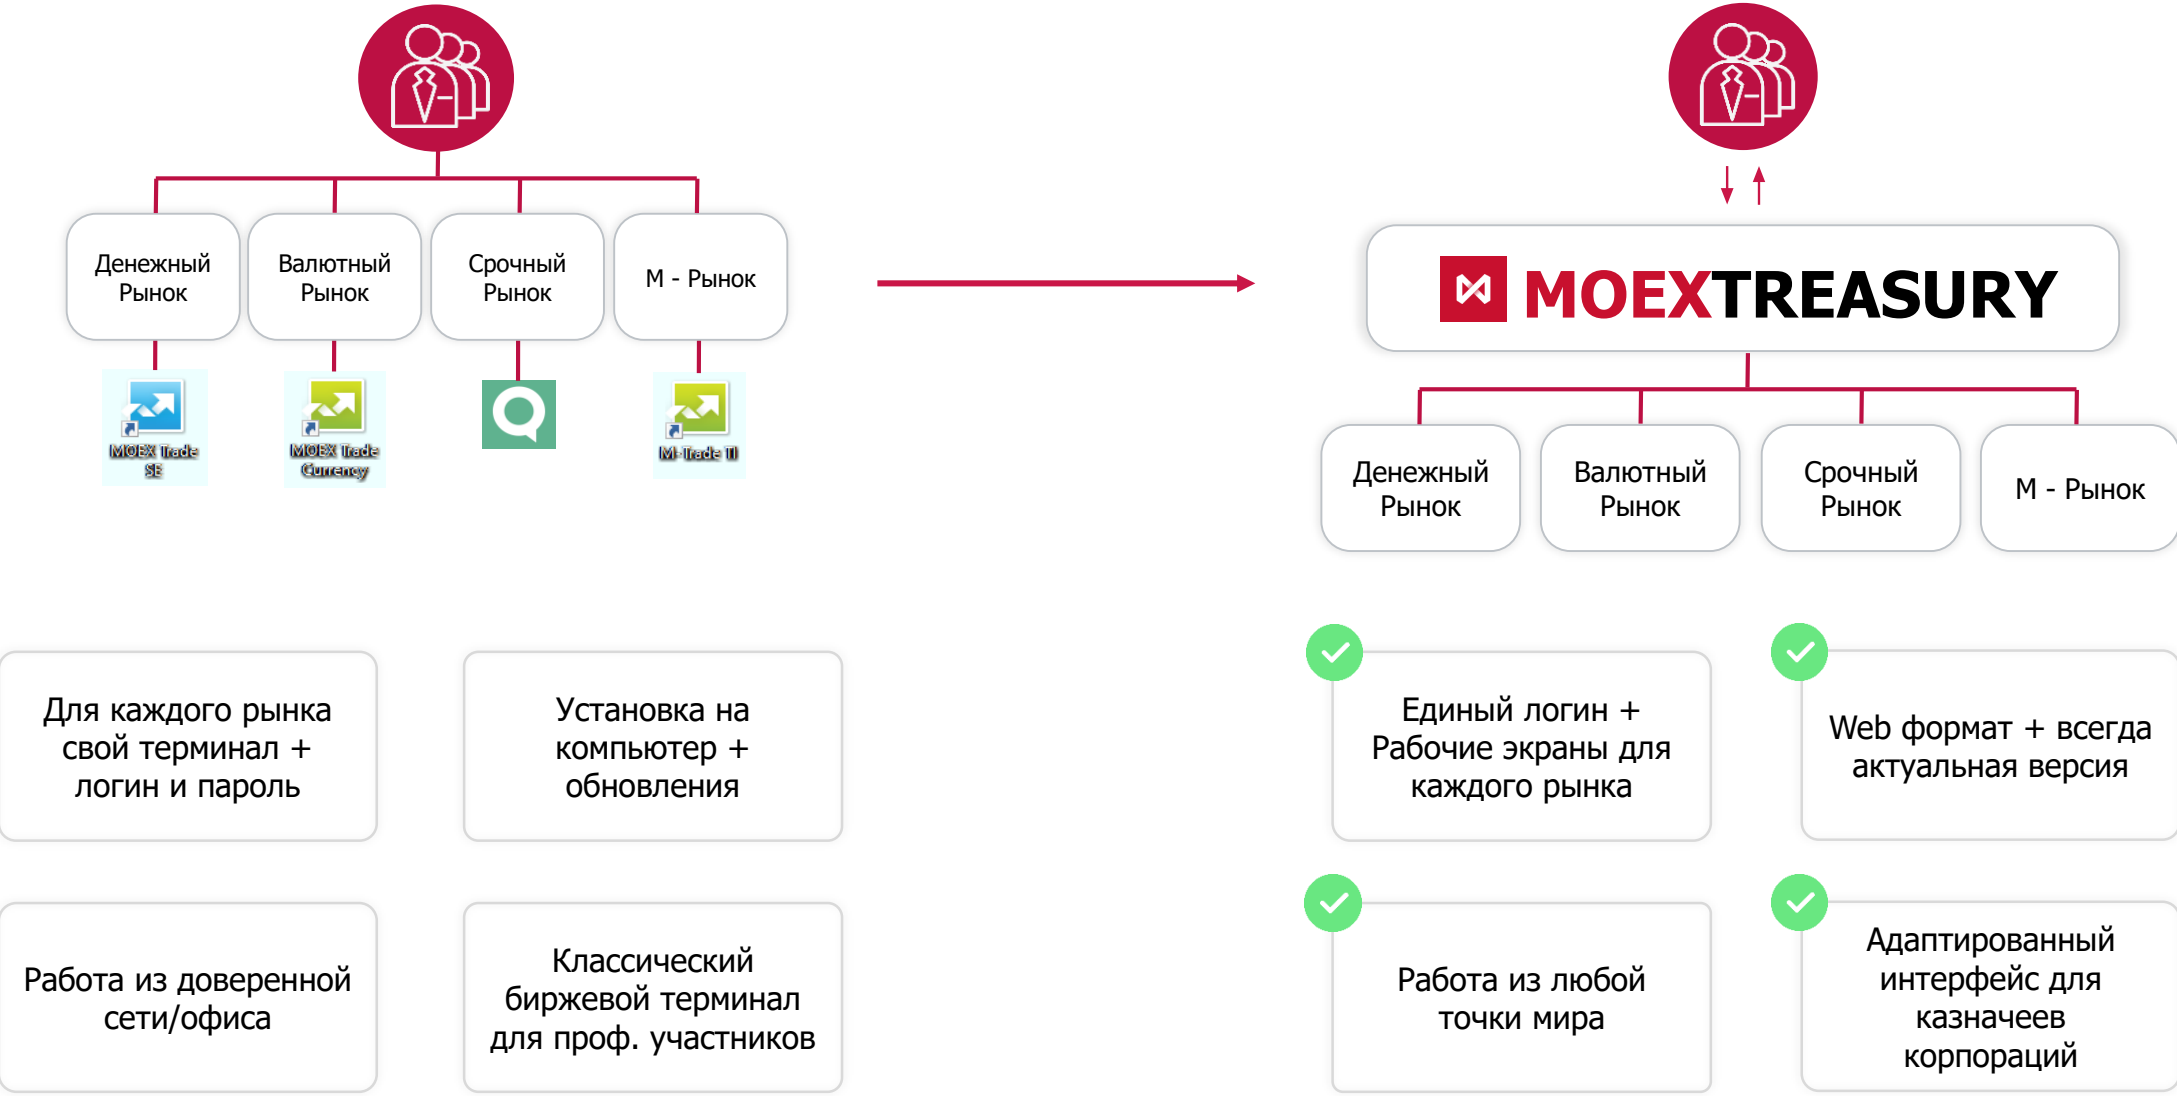 Денежный
Рынок
Валютный
Рынок
Срочный
Рынок
М - Рынок
MOEX Trade
SE
MOEX Trade
Currency
M-Trade TI
MOEXTREASURY
Денежный
Рынок
Валютный
Рынок
Срочный
Рынок
М - Рынок
Для каждого рынка
свой терминал +
логин и пароль
Установка на
компьютер +
обновления
Единый логин +
Рабочие экраны для
каждого рынка
Web формат + всегда
актуальная версия
Работа из доверенной
сети/офиса
Классический
биржевой терминал
для проф. участников
Работа из любой
точки мира
Адаптированный
интерфейс для
казначеев
корпораций